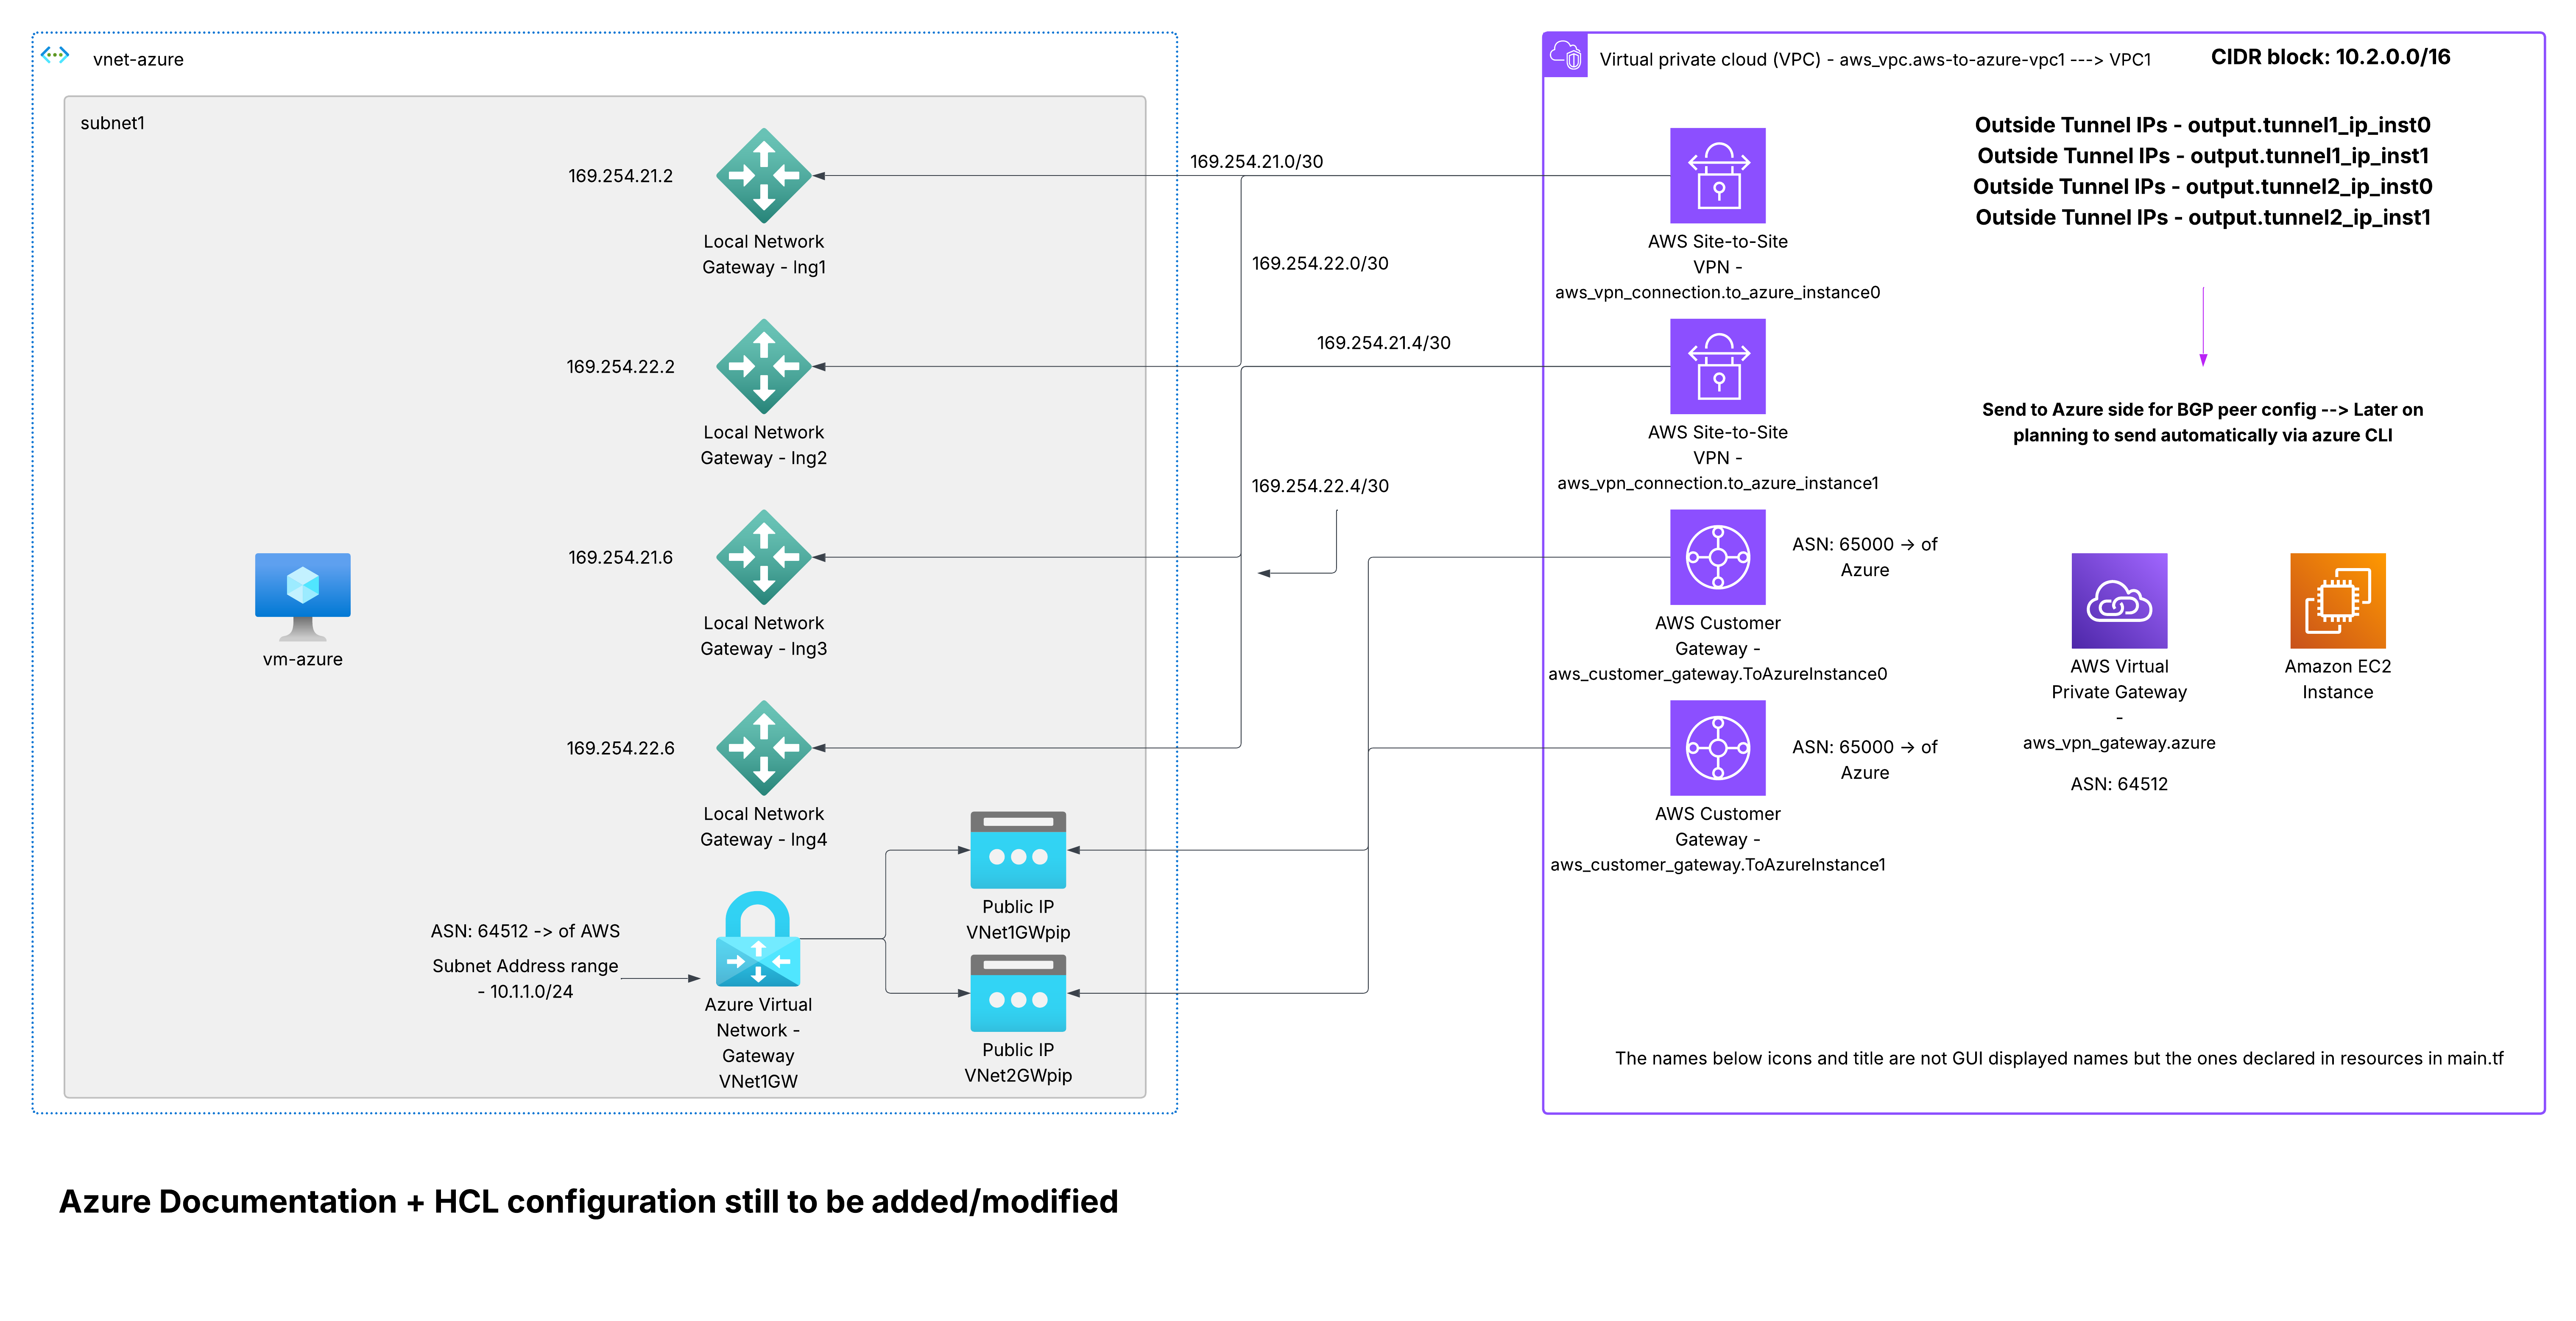 vnet-azure
subnet1
169.254.21.2
Local Network
Gateway - lng1
169.254.22.2
Local Network
Gateway - lng2
169.254.21.6
Local Network
Gateway - lng3
169.254.22.6
Local Network
Gateway - lng4
vm-azure
ASN: 64512 -> of AWS
Subnet Address range
- 10.1.1.0/24
Azure Virtual
Network -
Gateway
VNet1GW
Public IP
VNet1GWpip
Public IP
VNet2GWpip
169.254.21.0/30
169.254.22.0/30
169.254.21.4/30
169.254.22.4/30
Virtual private cloud (VPC) - aws_vpc.aws-to-azure-vpc1 ---> VPC1
CIDR block: 10.2.0.0/16
AWS Site-to-Site
VPN -
aws_vpn_connection.to_azure_instance0
AWS Site-to-Site
VPN -
aws_vpn_connection.to_azure_instance1
AWS Customer
Gateway -
aws_customer_gateway.ToAzureInstance0
ASN: 65000 → of
Azure
AWS Customer
Gateway -
aws_customer_gateway.ToAzureInstance1
ASN: 65000 → of
Azure
Outside Tunnel IPs - output.tunnel1_ip_inst0
Outside Tunnel IPs - output.tunnel1_ip_inst1
Outside Tunnel IPs - output.tunnel2_ip_inst0
Outside Tunnel IPs - output.tunnel2_ip_inst1
Send to Azure side for BGP peer config --> Later on
planning to send automatically via azure CLI
AWS Virtual
Private Gateway
-
aws_vpn_gateway.azure
ASN: 64512
Amazon EC2
Instance
The names below icons and title are not GUI displayed names but the ones declared in resources in main.tf
Azure Documentation + HCL configuration still to be added/modified